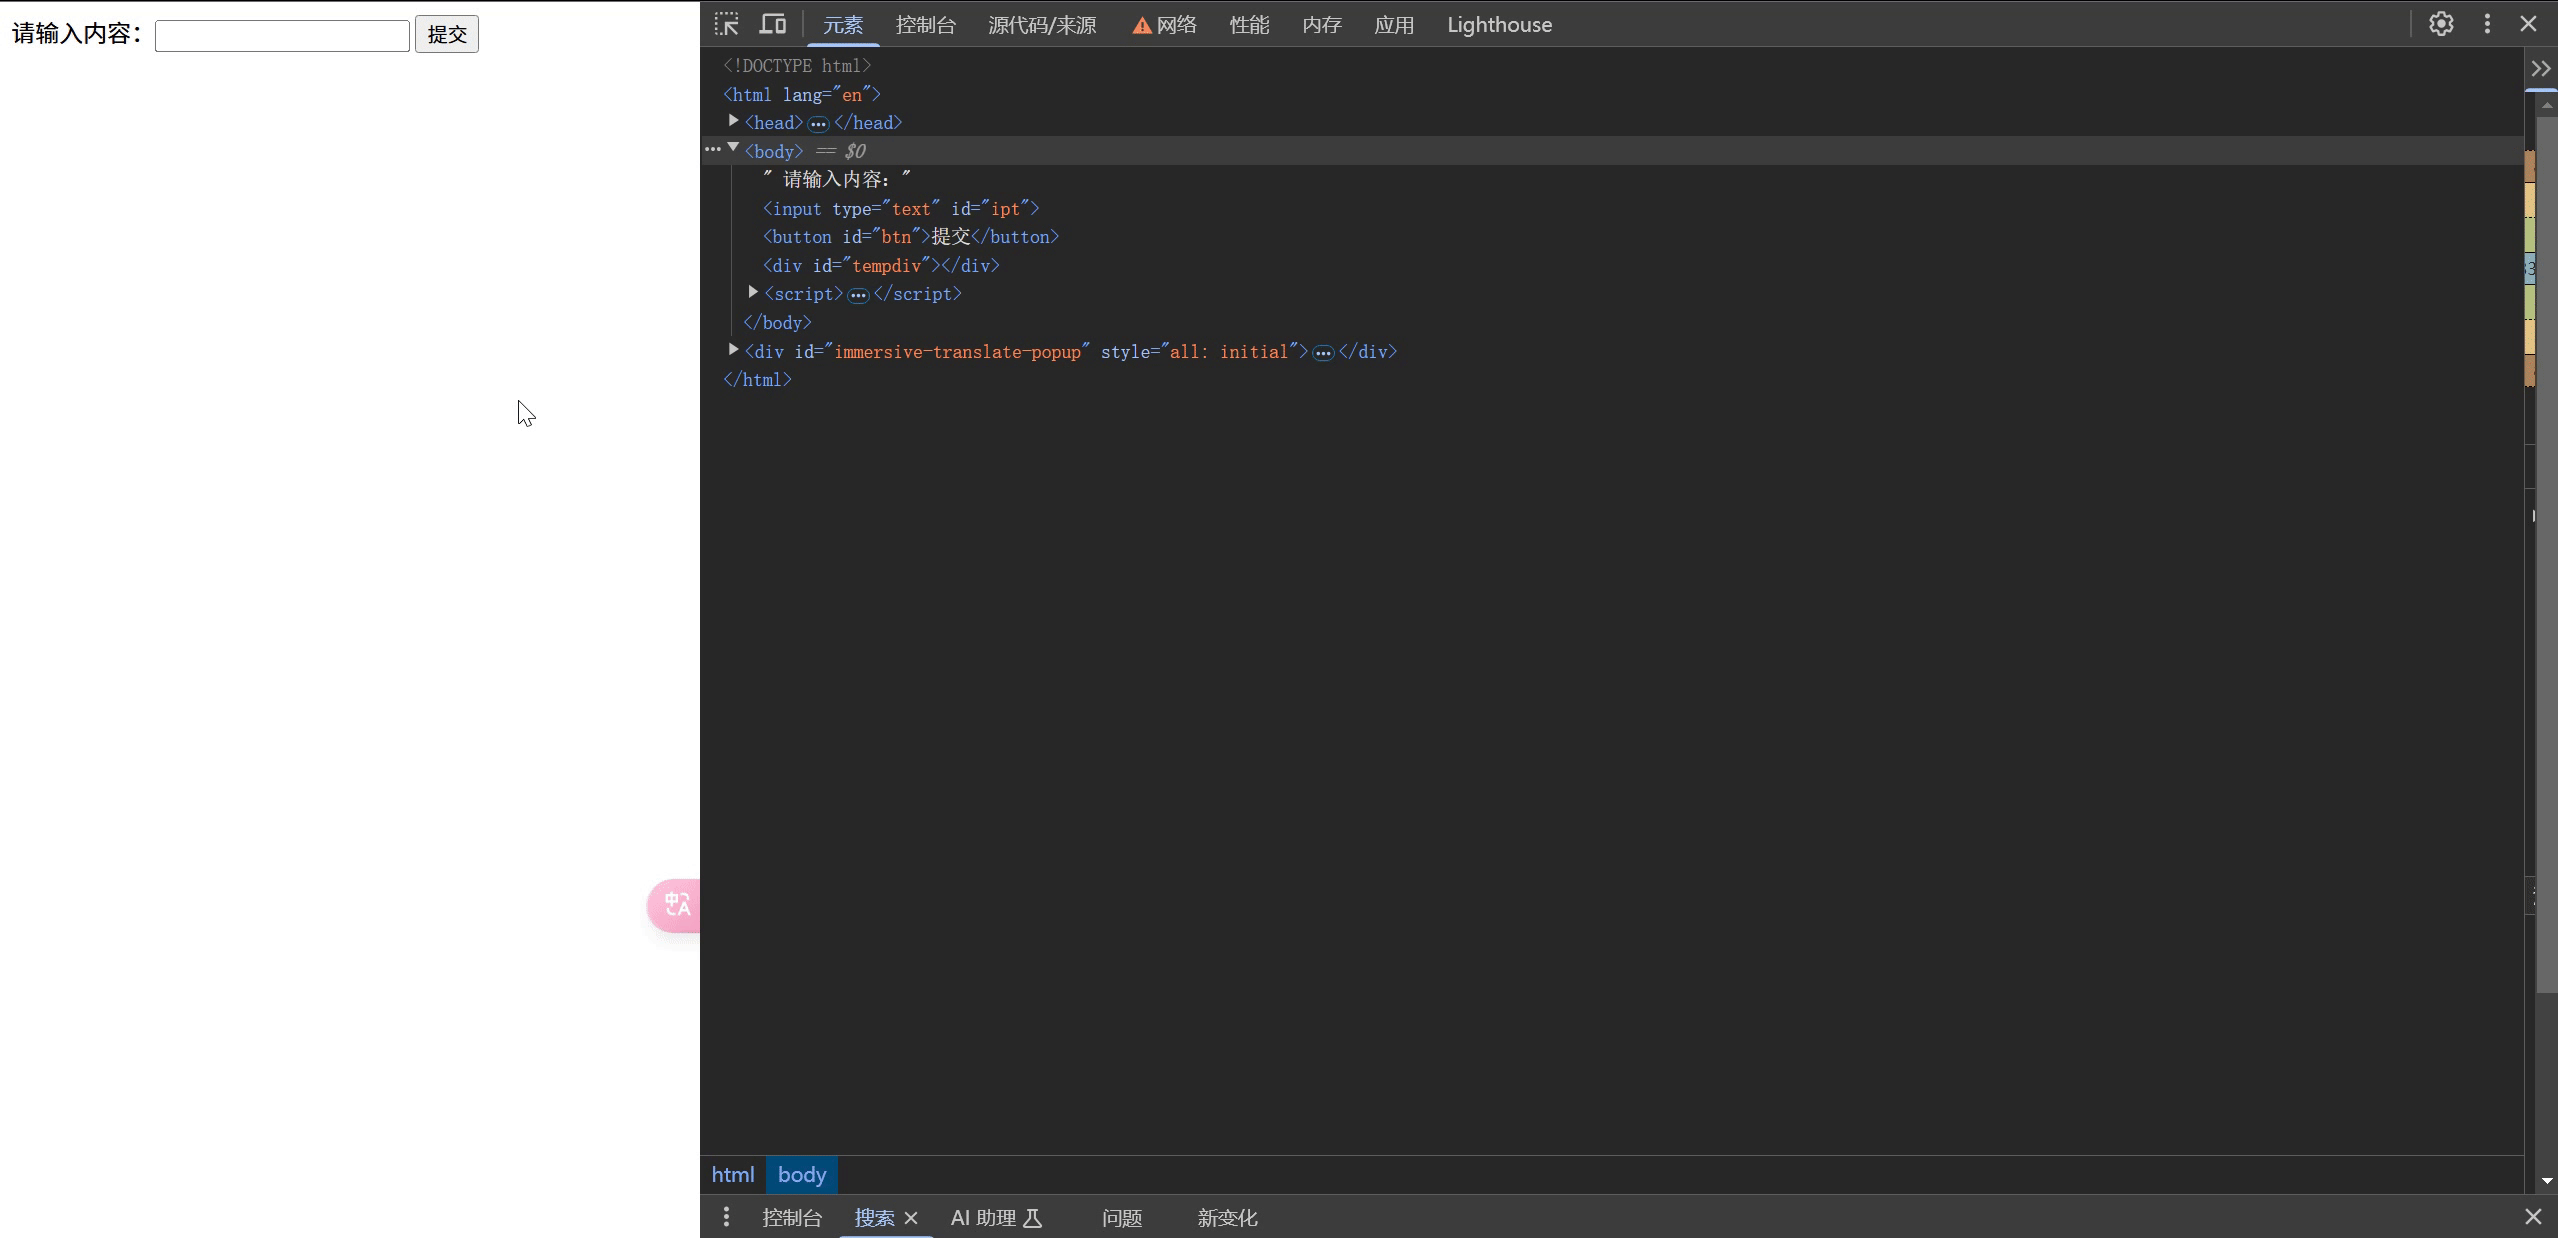 请输入内容： 提交
元素 控制台 源代码/来源 网络 性能 内存 应用 Lighthouse
<!DOCTYPE html>
<html lang="en">
<head>…</head>
… <body> == $0
" 请输入内容："
<input type="text" id="ipt">
<button id="btn">提交</button>
<div id="tempdiv"></div>
<script>…</script>
</body>
<div id="immersive-translate-popup" style="all: initial">…</div>
</html>
中A
html body
控制台 搜索 AI 助理 问题 新变化